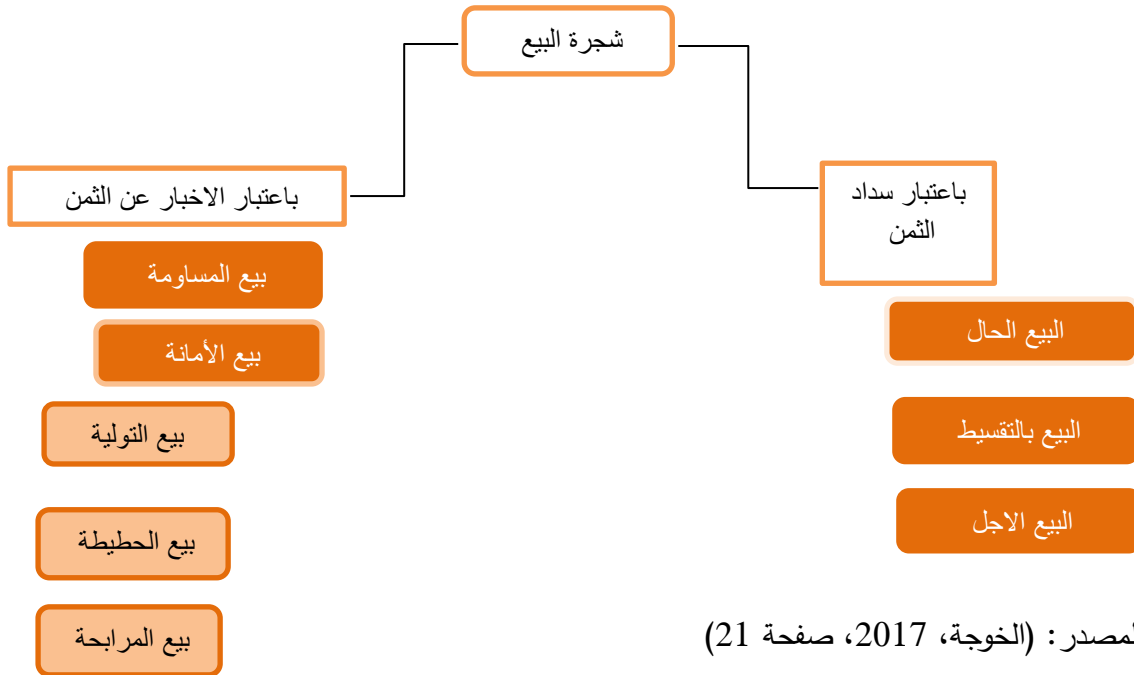 شجرة البيع
باعتبار سداد
الثمن
البيع الحال
البيع بالتقسيط
البيع الاجل
باعتبار الاخبار عن الثمن
بيع المساومة
بيع الأمانة
بيع التولية
بيع الحطيطة
بيع المرابحة
لمصدر: (الخوجة، 2017، صفحة 21)